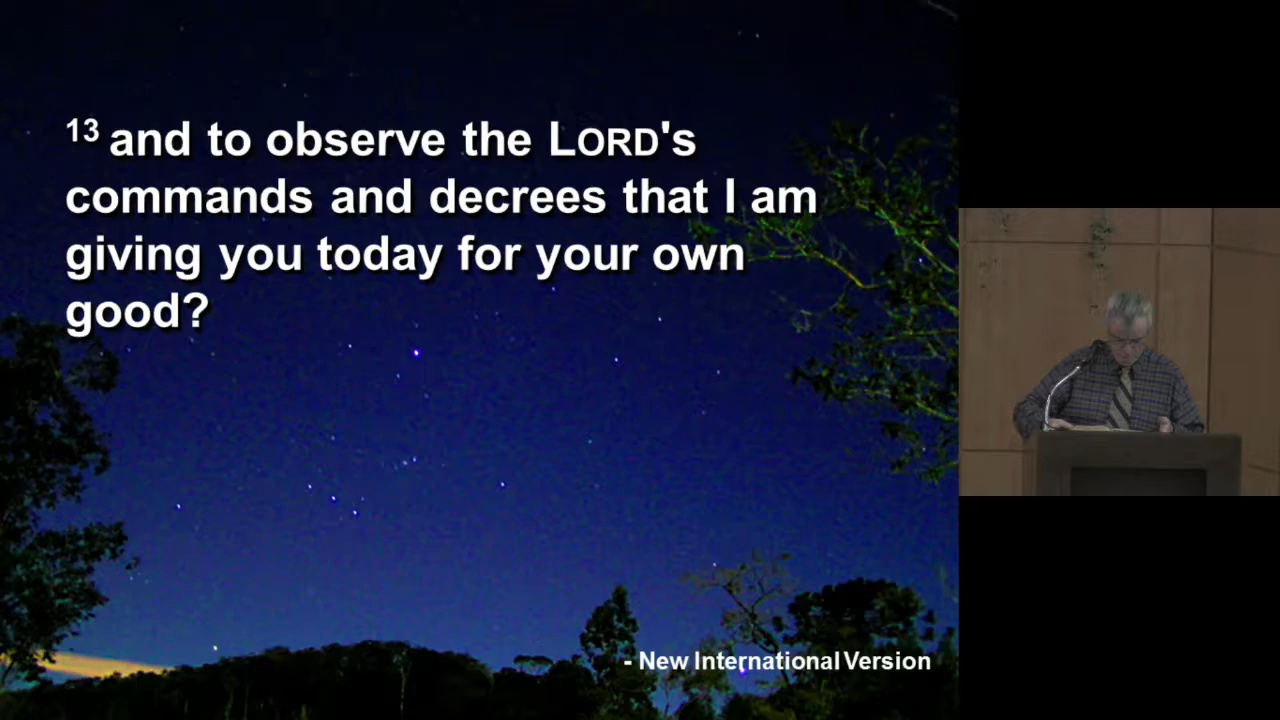 13 and to observe the LORD's
commands and decrees that I am
giving you today for your own
good?
- New International Version